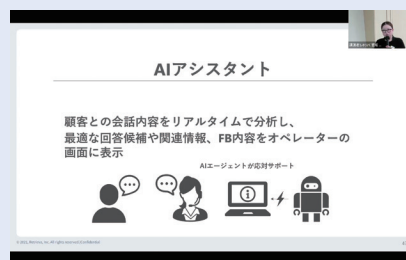 AIアシスタント
顧客との会話内容をリアルタイムで分析し、
最適な回答候補や関連情報、FB内容をオペレーターの
画面に表示
AIエージェントが応対サポート